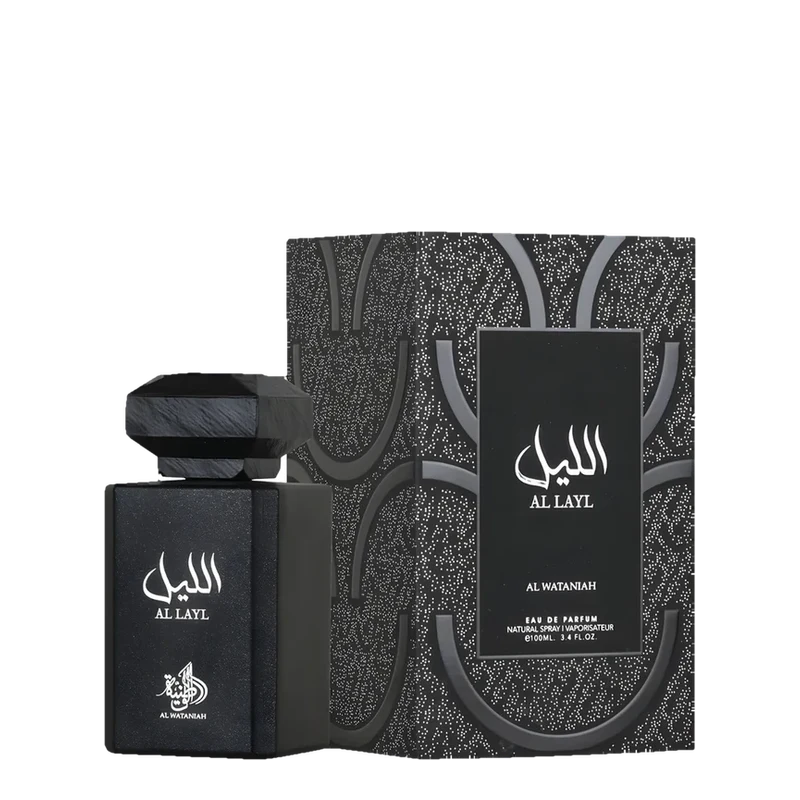 الليل
AL LAYL
الوطنية
AL WATANIAH
الليل
AL LAYL
AL WATANIAH
EAU DE PARFUM
NATURAL SPRAY I VAPORISATEUR
℮100ML. 3.4 FL.OZ.